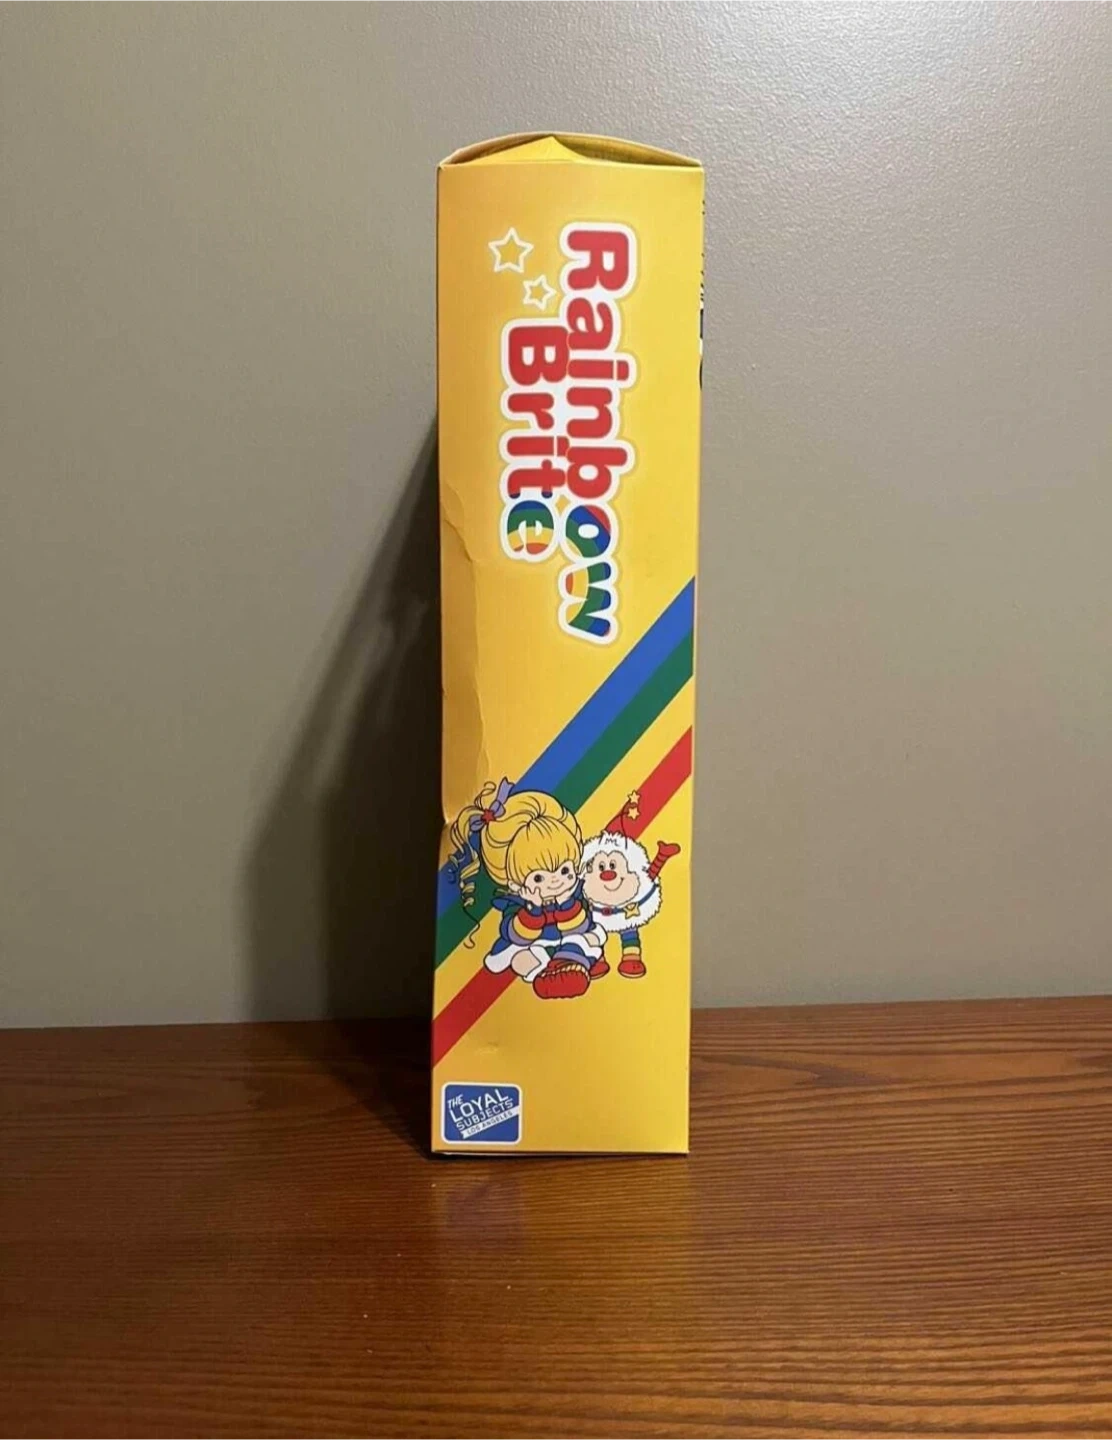 Rainbow
Brite
THE
LOYAL
SUBJECTS
LOS ANGELES